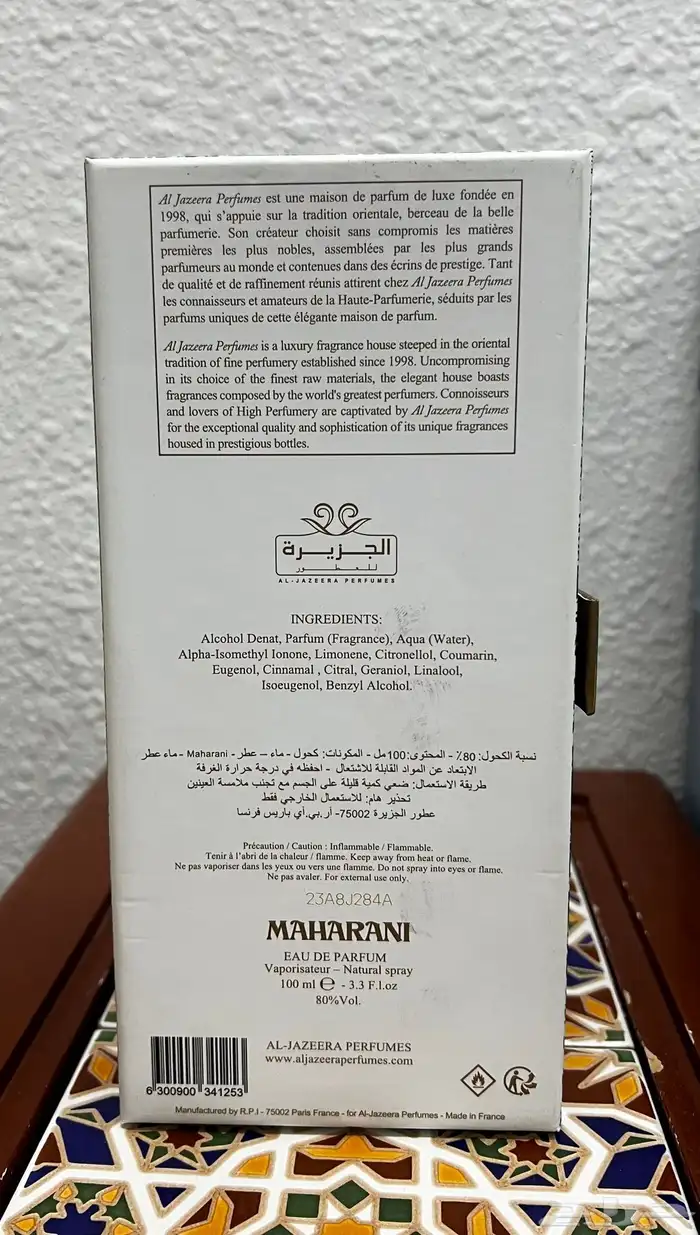 Al Jazeera Perfumes est une maison de parfum de luxe fondée en
1998, qui s'appuie sur la tradition orientale, berceau de la belle
parfumerie. Son créateur choisit sans compromis les matières
premières les plus nobles, assemblées par les plus grands
parfumeurs au monde et contenues dans des écrins de prestige. Tant
de qualité et de raffinement réunis attirent chez Al Jazeera Perfumes
les connaisseurs et amateurs de la Haute-Parfumerie, séduits par les
parfums uniques de cette élégante maison de parfum.
Al Jazeera Perfumes is a luxury fragrance house steeped in the oriental
tradition of fine perfumery established since 1998. Uncompromising
in its choice of the finest raw materials, the elegant house boasts
fragrances composed by the world's greatest perfumers. Connoisseurs
and lovers of High Perfumery are captivated by Al Jazeera Perfumes
for the exceptional quality and sophistication of its unique fragrances
housed in prestigious bottles.
الجزيرة
للعطور
AL-JAZEERA PERFUMES
INGREDIENTS:
Alcohol Denat, Parfum (Fragrance), Aqua (Water),
Alpha-Isomethyl Ionone, Limonene, Citronellol, Coumarin,
Eugenol, Cinnamal , Citral, Geraniol, Linalool,
Isoeugenol, Benzyl Alcohol.
نسبة الكحول: 80٪ - المحتوى:100مل - المكونات: كحول - ماء – عطر - Maharani - ماء عطر
الابتعاد عن المواد القابلة للاشتعال - احفظه في درجة حرارة الغرفة
طريقة الاستعمال: ضعي كمية قليلة على الجسم مع تجنب ملامسة العينين
تحذير هام: للاستعمال الخارجي فقط
عطور الجزيرة 75002- أر.بي.أي باريس فرنسا
Précaution / Caution : Inflammable / Flammable.
Tenir à l'abri de la chaleur / flamme. Keep away from heat or flame.
Ne pas vaporiser dans les yeux ou vers une flamme. Do not spray into eyes or flame.
Ne pas avaler. For external use only.
23A8J284A
MAHARANI
EAU DE PARFUM
Vaporisateur – Natural spray
100 ml ℮ - 3.3 F.l.oz
80%Vol.
AL-JAZEERA PERFUMES
www.aljazeeraperfumes.com
6 300900 341253
Manufactured by R.P.I - 75002 Paris France - for Al-Jazeera Perfumes - Made in France